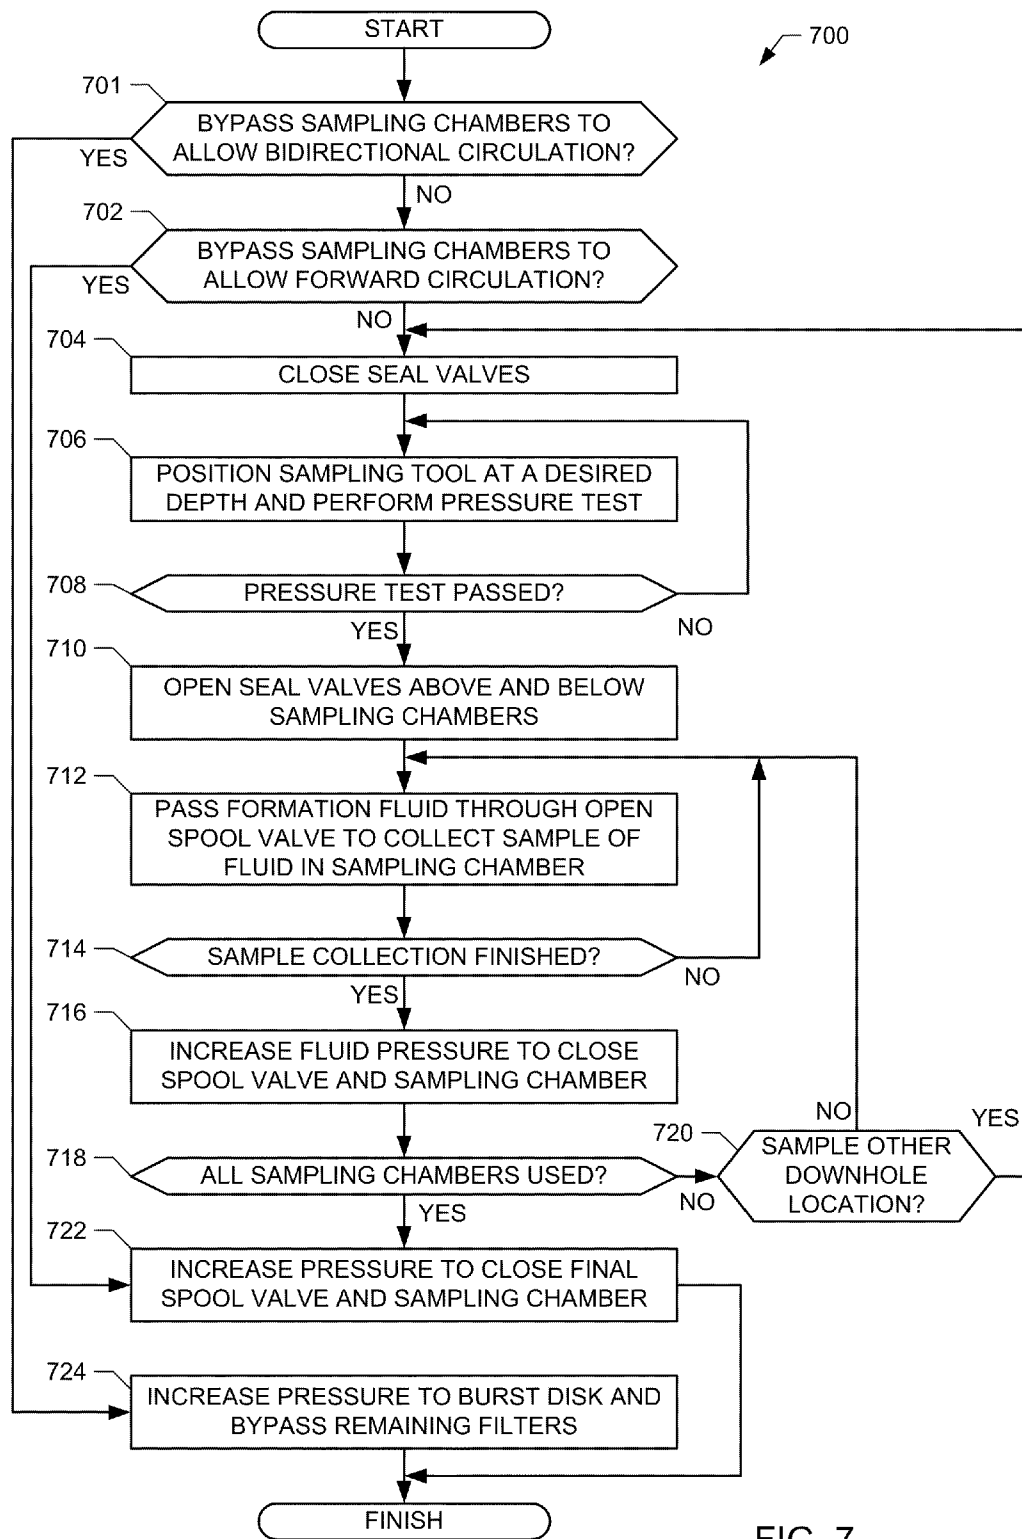 START
700
701
BYPASS SAMPLING CHAMBERS TO
ALLOW BIDIRECTIONAL CIRCULATION?
YES
NO
702
BYPASS SAMPLING CHAMBERS TO
ALLOW FORWARD CIRCULATION?
YES
NO
704
CLOSE SEAL VALVES
706
POSITION SAMPLING TOOL AT A DESIRED
DEPTH AND PERFORM PRESSURE TEST
708
PRESSURE TEST PASSED?
YES
NO
710
OPEN SEAL VALVES ABOVE AND BELOW
SAMPLING CHAMBERS
712
PASS FORMATION FLUID THROUGH OPEN
SPOOL VALVE TO COLLECT SAMPLE OF
FLUID IN SAMPLING CHAMBER
714
SAMPLE COLLECTION FINISHED?
NO
YES
716
INCREASE FLUID PRESSURE TO CLOSE
SPOOL VALVE AND SAMPLING CHAMBER
718
ALL SAMPLING CHAMBERS USED?
NO
YES
720
SAMPLE OTHER
DOWNHOLE
LOCATION?
NO
YES
722
INCREASE PRESSURE TO CLOSE FINAL
SPOOL VALVE AND SAMPLING CHAMBER
724
INCREASE PRESSURE TO BURST DISK AND
BYPASS REMAINING FILTERS
FINISH
FIG. 7